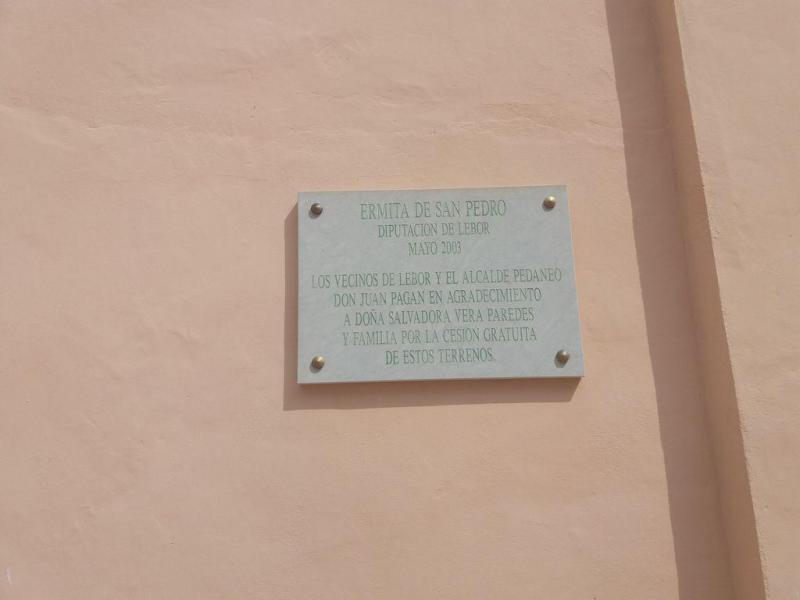 ERMITA DE SAN PEDRO
DIPUTACION DE LEBOR
MAYO 2003
LOS VECINOS DE LEBOR Y EL ALCALDE PEDANEO
DON JUAN PAGAN EN AGRADECIMIENTO
A DOÑA SALVADORA VERA PAREDES
Y FAMILIA POR LA CESIÓN GRATUITA
DE ESTOS TERRENOS.